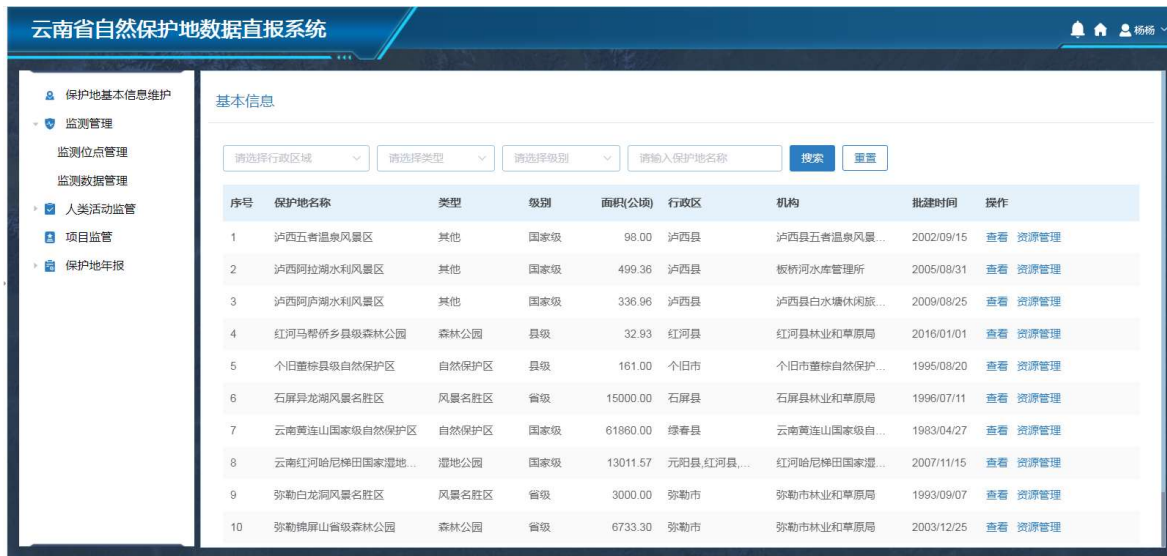 云南省自然保护地数据直报系统
杨杨
保护地基本信息维护
监测管理
监测位点管理
监测数据管理
人类活动监管
项目监管
保护地年报
基本信息
请选择行政区域 请选择类型 请选择级别 请输入保护地名称 搜索 重置
序号 保护地名称 类型 级别 面积(公顷) 行政区 机构 批建时间 操作
1 泸西五者温泉风景区 其他 国家级 98.00 泸西县 泸西县五者温泉风景... 2002/09/15 查看 资源管理
2 泸西阿拉湖水利风景区 其他 国家级 499.36 泸西县 板桥河水库管理所 2005/08/31 查看 资源管理
3 泸西阿庐湖水利风景区 其他 国家级 336.96 泸西县 泸西县白水塘休闲旅... 2009/08/25 查看 资源管理
4 红河马帮侨乡县级森林公园 森林公园 县级 32.93 红河县 红河县林业和草原局 2016/01/01 查看 资源管理
5 个旧董棕县级自然保护区 自然保护区 县级 161.00 个旧市 个旧市董棕自然保护... 1995/08/20 查看 资源管理
6 石屏异龙湖风景名胜区 风景名胜区 省级 15000.00 石屏县 石屏县林业和草原局 1996/07/11 查看 资源管理
7 云南黄连山国家级自然保护区 自然保护区 国家级 61860.00 绿春县 云南黄连山国家级自... 1983/04/27 查看 资源管理
8 云南红河哈尼梯田国家湿地... 湿地公园 国家级 13011.57 元阳县,红河县,... 红河哈尼梯田国家湿... 2007/11/15 查看 资源管理
9 弥勒白龙洞风景名胜区 风景名胜区 省级 3000.00 弥勒市 弥勒市林业和草原局 1993/09/07 查看 资源管理
10 弥勒锦屏山省级森林公园 森林公园 省级 6733.30 弥勒市 弥勒市林业和草原局 2003/12/25 查看 资源管理